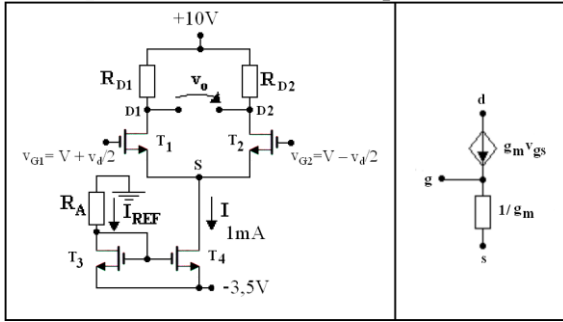 +10V
R_D1 v_o R_D2
D1 D2
T_1 T_2
v_G1= V + v_d/2 v_G2=V – v_d/2
S
R_A I_REF I
1mA
T_3 T_4
-3,5V
d
g_m v_gs
g
1/g_m
s